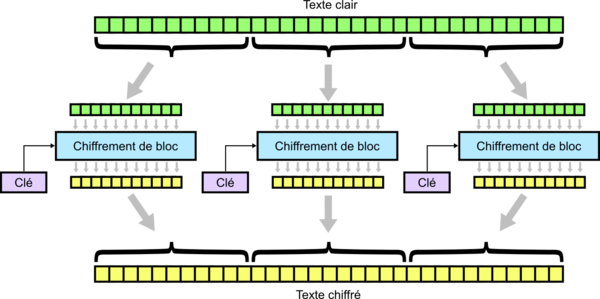 Texte clair
Chiffrement de bloc
Chiffrement de bloc
Chiffrement de bloc
Clé
Clé
Clé
Texte chiffré